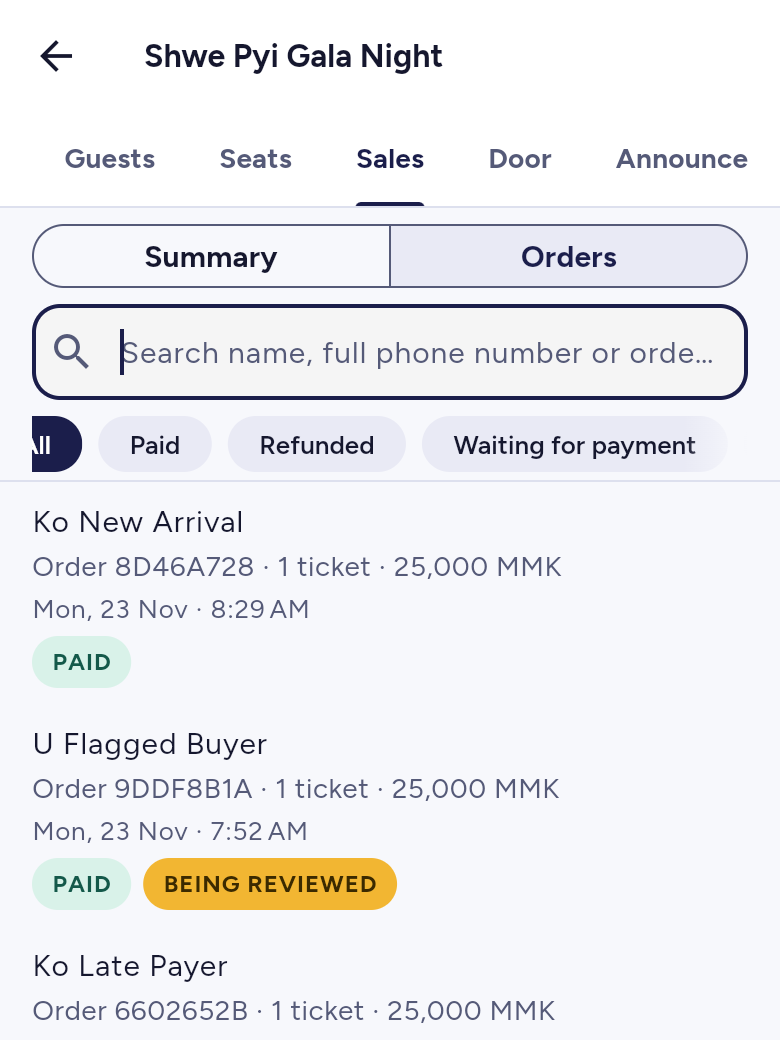 Shwe Pyi Gala Night
Guests Seats Sales Door Announce
Summary Orders
Search name, full phone number or orde...
All Paid Refunded Waiting for payment
Ko New Arrival
Order 8D46A728 · 1 ticket · 25,000 MMK
Mon, 23 Nov · 8:29 AM
PAID
U Flagged Buyer
Order 9DDF8B1A · 1 ticket · 25,000 MMK
Mon, 23 Nov · 7:52 AM
PAID BEING REVIEWED
Ko Late Payer
Order 6602652B · 1 ticket · 25,000 MMK